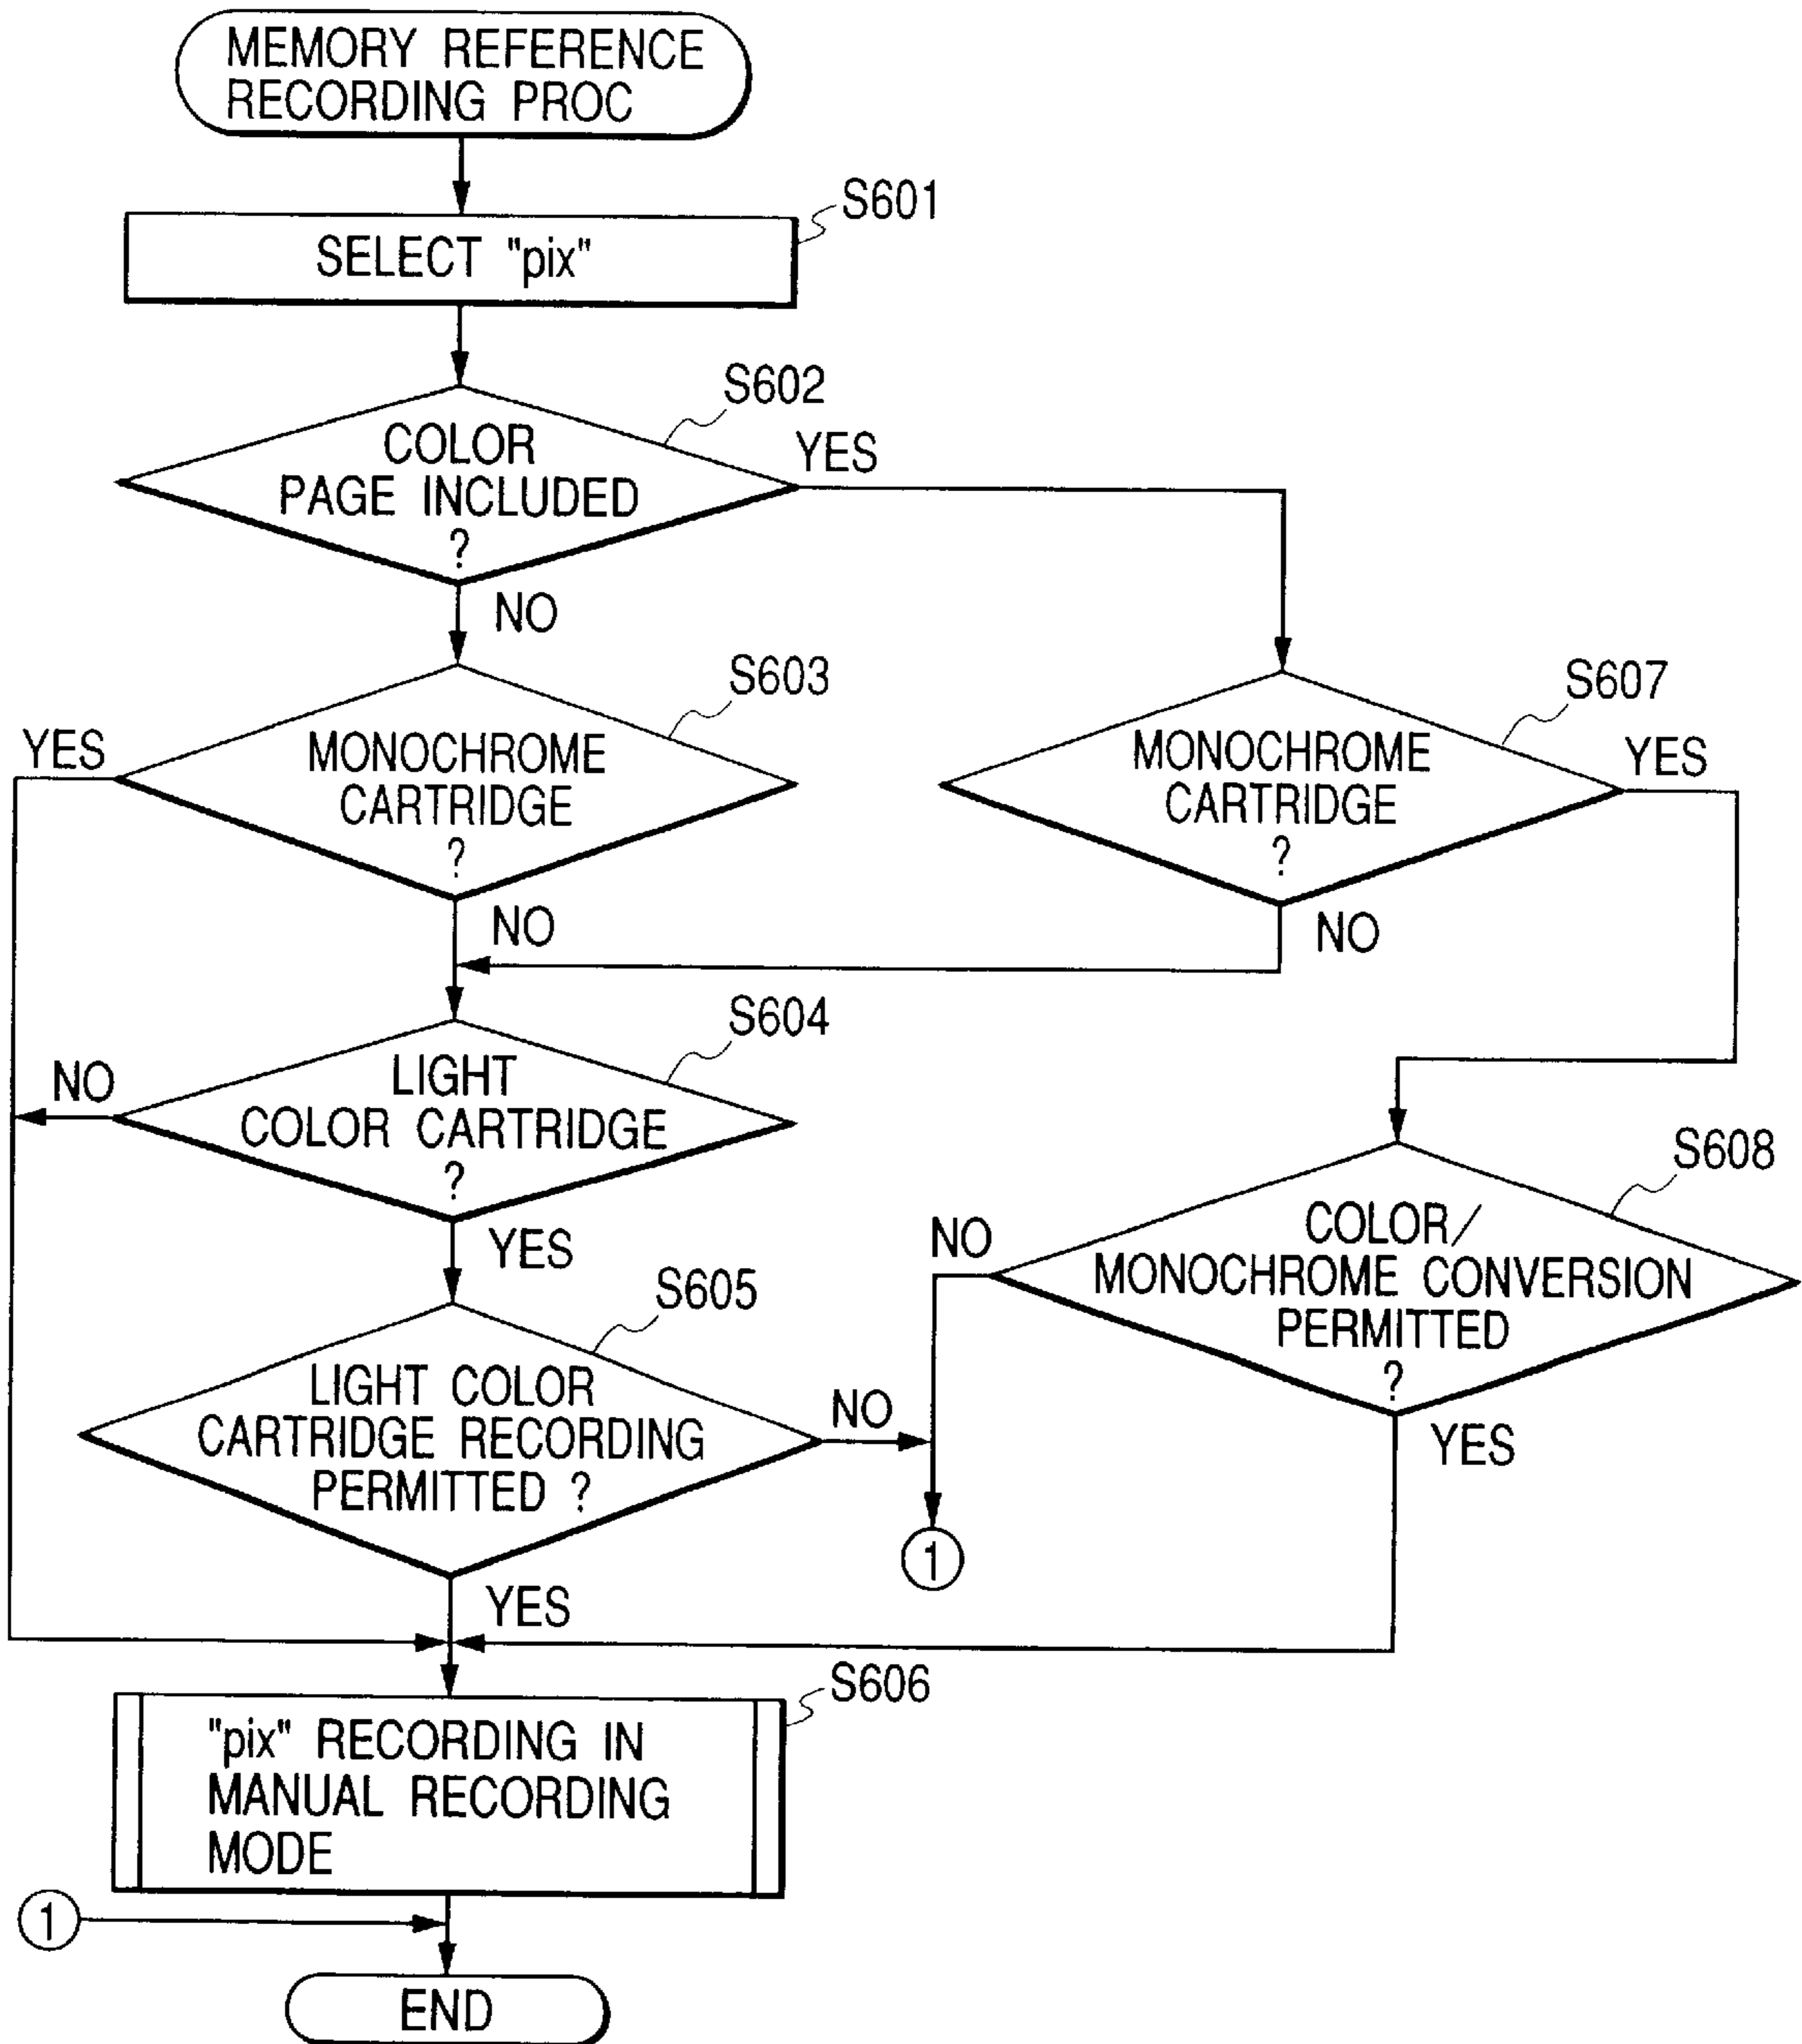 MEMORY REFERENCE
RECORDING PROC
S601
SELECT "pix"
S602
COLOR
PAGE INCLUDED
?
YES
NO
S603
MONOCHROME
CARTRIDGE
?
YES
NO
S607
MONOCHROME
CARTRIDGE
?
YES
NO
S604
LIGHT
COLOR CARTRIDGE
?
NO
YES
S608
COLOR/
MONOCHROME CONVERSION
PERMITTED
?
NO
YES
S605
LIGHT COLOR
CARTRIDGE RECORDING
PERMITTED ?
NO
1
YES
S606
"pix" RECORDING IN
MANUAL RECORDING
MODE
1
END